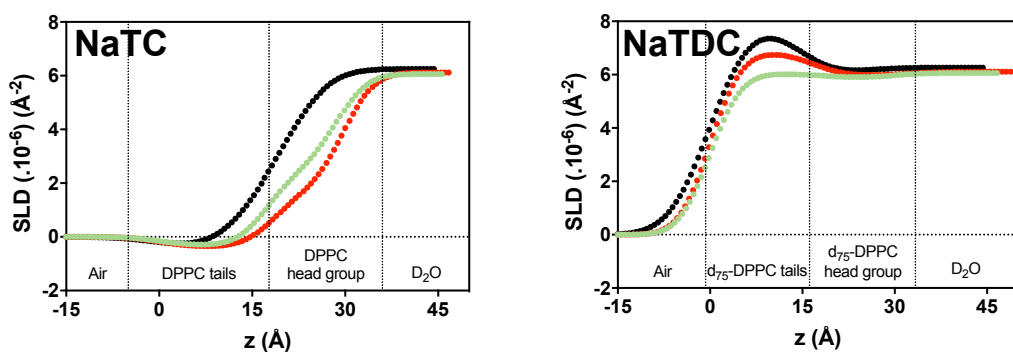 NaTC
SLD (.10⁻⁶) (Å⁻²)
8
6
4
2
0
-2
Air
DPPC tails
DPPC
head group
D₂O
-15
0
15
30
45
z (Å)
NaTDC
SLD (.10⁻⁶) (Å⁻²)
8
6
4
2
0
-2
Air
d₇₅-DPPC tails
d₇₅-DPPC
head group
D₂O
-15
0
15
30
45
z (Å)